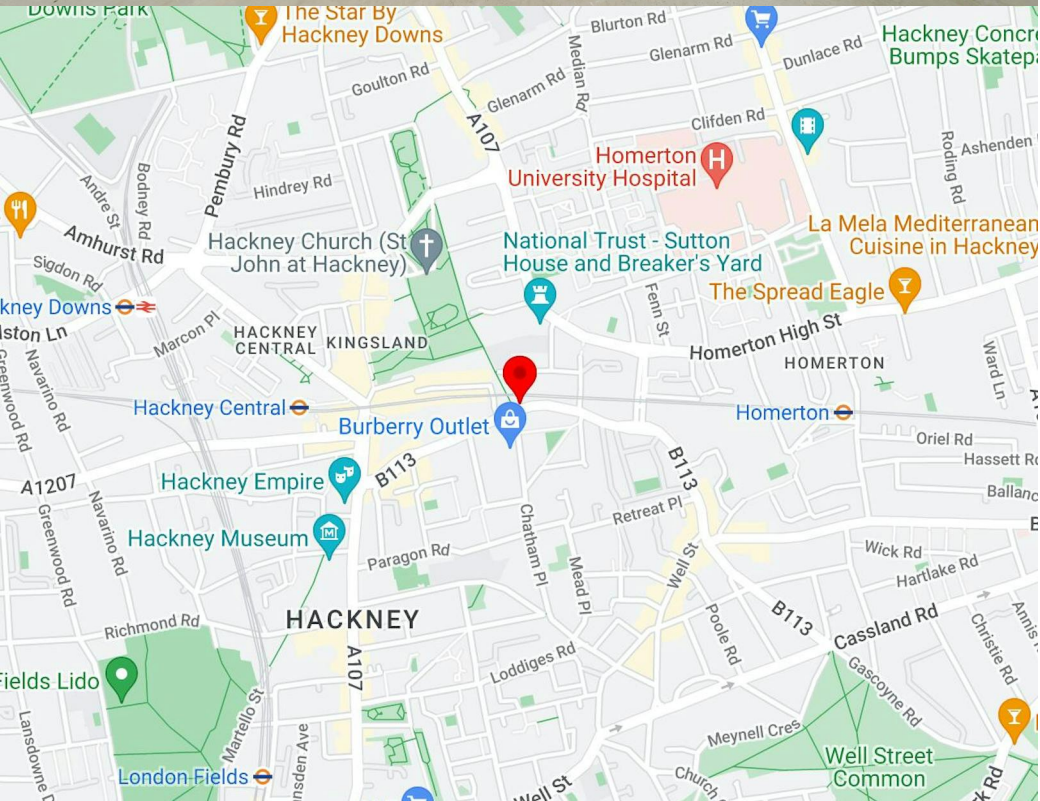 Downs Park
The Star By
Hackney Downs
Blurton Rd
Glenarm Rd
Dunlace Rd
Hackney Concre
Bumps Skatepa
Goulton Rd
Median Rd
Glenarm Rd
A107
Clifden Rd
Roding Rd
Ashenden
Pembury Rd
Homerton
University Hospital
Hindrey Rd
Andre St
Bodney Rd
Amhurst Rd
Sigdon Rd
Hackney Church (St
John at Hackney)
National Trust - Sutton
House and Breaker's Yard
La Mela Mediterranean
Cuisine in Hackney
The Spread Eagle
Fenn St
kney Downs
lston Ln
Marcon Pl
HACKNEY
CENTRAL
KINGSLAND
Homerton High St
HOMERTON
Ward Ln
Greenwood Rd
Navarino Rd
Hackney Central
Burberry Outlet
Homerton
Oriel Rd
Hassett Rd
Ballanc
B113
B113
A1207
Hackney Empire
Hackney Museum
Navarino Rd
Greenwood Rd
Chatham Pl
Retreat Pl
Paragon Rd
Mead Pl
Well St
Wick Rd
Hartlake Rd
HACKNEY
Richmond Rd
B113
Cassland Rd
Poole Rd
Christie Rd
Annis
A107
Loddiges Rd
Gascoyne Rd
Fields Lido
Lansdowne D
Martello St
Meynell Cres
Well Street
Common
London Fields
nsden Ave
Well St
Church
k Rd